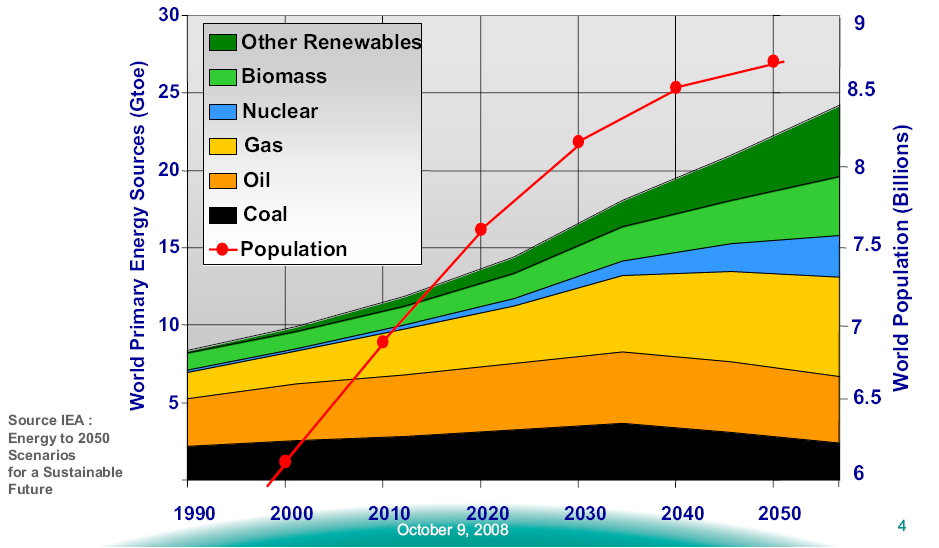 30
25
20
15
10
5
World Primary Energy Sources (Gtoe)
Other Renewables
Biomass
Nuclear
Gas
Oil
Coal
Population
9
8.5
8
7.5
7
6.5
6
World Population (Billions)
Source IEA :
Energy to 2050
Scenarios
for a Sustainable
Future
1990 2000 2010 2020 2030 2040 2050
October 9, 2008
4